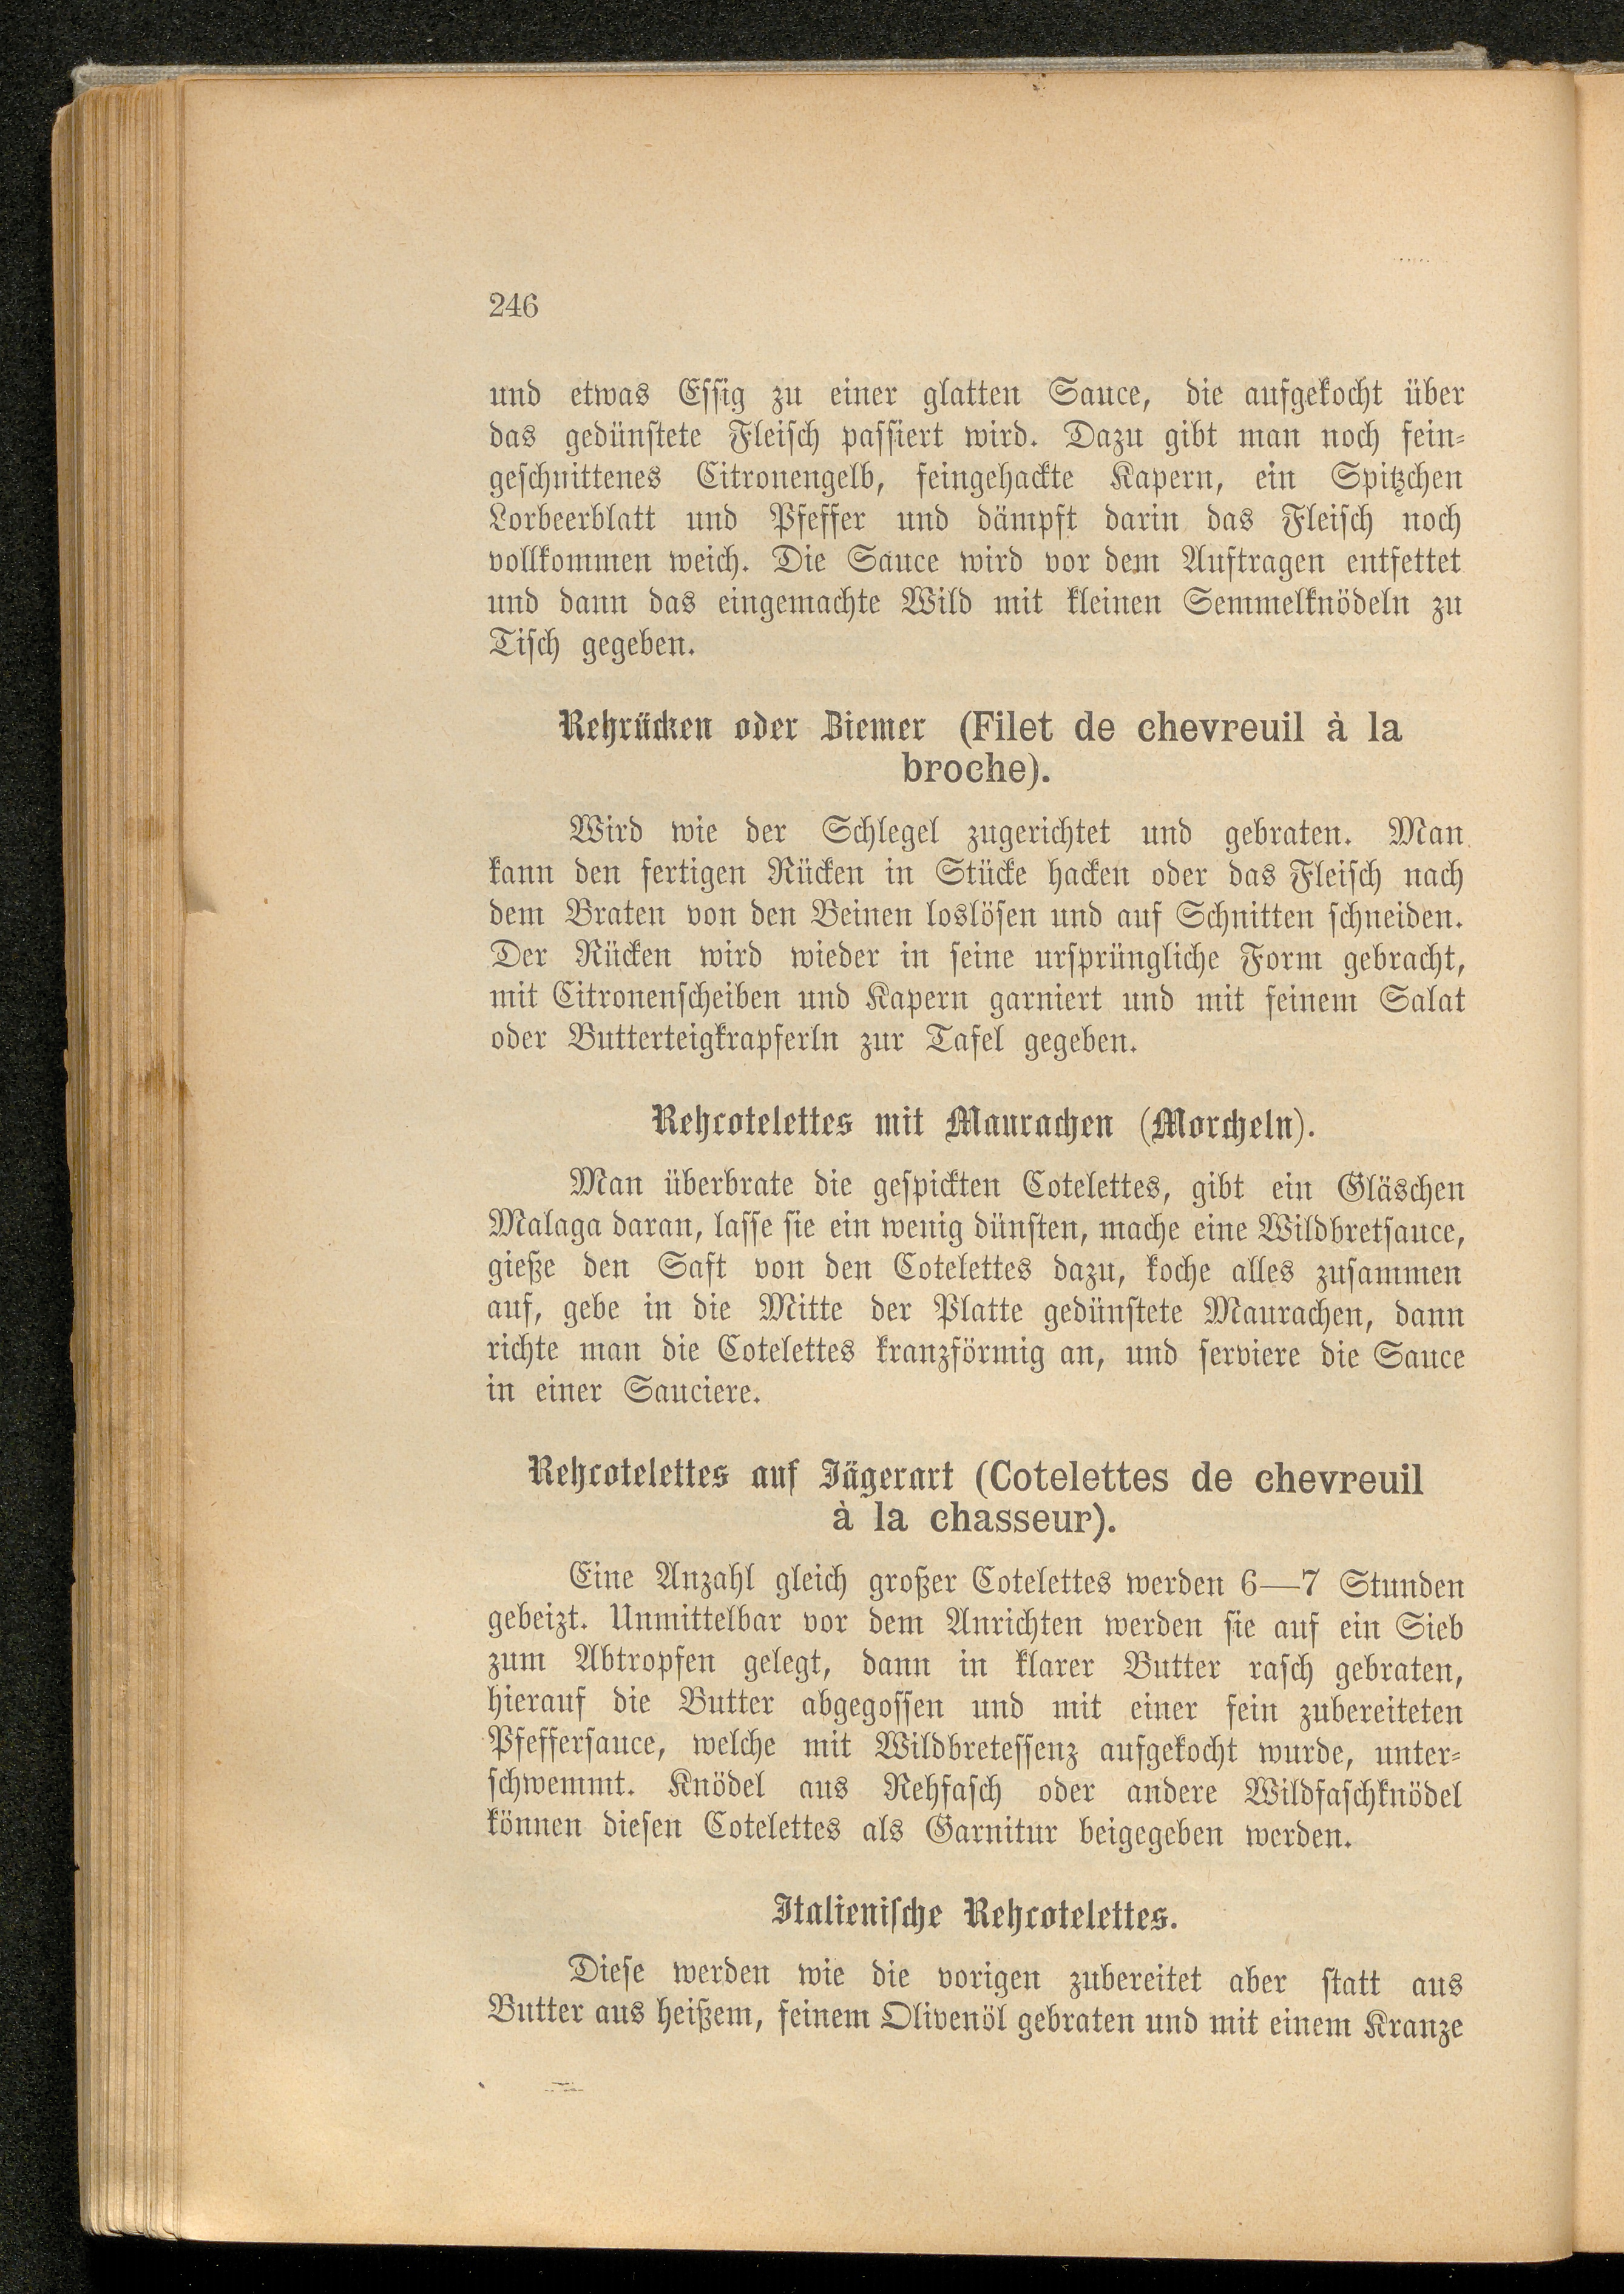 246
und etwas Essig zu einer glatten Sauce, die aufgekocht über
das gedünstete Fleisch passiert wird. Dazu gibt man noch fein-
geschnittenes Citronengelb, feingehackte Kapern, ein Spitzchen
Lorbeerblatt und Pfeffer und dämpft darin das Fleisch noch
vollkommen weich. Die Sauce wird vor dem Auftragen entfettet
und dann das eingemachte Wild mit kleinen Semmelknödeln zu
Tisch gegeben.
Rehrücken oder Ziemer (Filet de chevreuil à la
broche).
Wird wie der Schlegel zugerichtet und gebraten. Man
kann den fertigen Rücken in Stücke hacken oder das Fleisch nach
dem Braten von den Beinen loslösen und auf Schnitten schneiden.
Der Rücken wird wieder in seine ursprüngliche Form gebracht,
mit Citronenscheiben und Kapern garniert und mit feinem Salat
oder Butterteigkrapferln zur Tafel gegeben.
Rehcotelettes mit Maurachen (Morcheln).
Man überbrate die gespickten Cotelettes, gibt ein Gläschen
Malaga daran, lasse sie ein wenig dünsten, mache eine Wildbretsauce,
gieße den Saft von den Cotelettes dazu, koche alles zusammen
auf, gebe in die Mitte der Platte gedünstete Maurachen, dann
richte man die Cotelettes kranzförmig an, und serviere die Sauce
in einer Sauciere.
Rehcotelettes auf Jägerart (Cotelettes de chevreuil
à la chasseur).
Eine Anzahl gleich großer Cotelettes werden 6—7 Stunden
gebeizt. Unmittelbar vor dem Anrichten werden sie auf ein Sieb
zum Abtropfen gelegt, dann in klarer Butter rasch gebraten,
hierauf die Butter abgegossen und mit einer fein zubereiteten
Pfeffersauce, welche mit Wildbretessenz aufgekocht wurde, unter-
schwemmt. Knödel aus Rehfasch oder andere Wildfaschknödel
können diesen Cotelettes als Garnitur beigegeben werden.
Italienische Rehcotelettes.
Diese werden wie die vorigen zubereitet aber statt aus
Butter aus heißem, feinem Olivenöl gebraten und mit einem Kranze